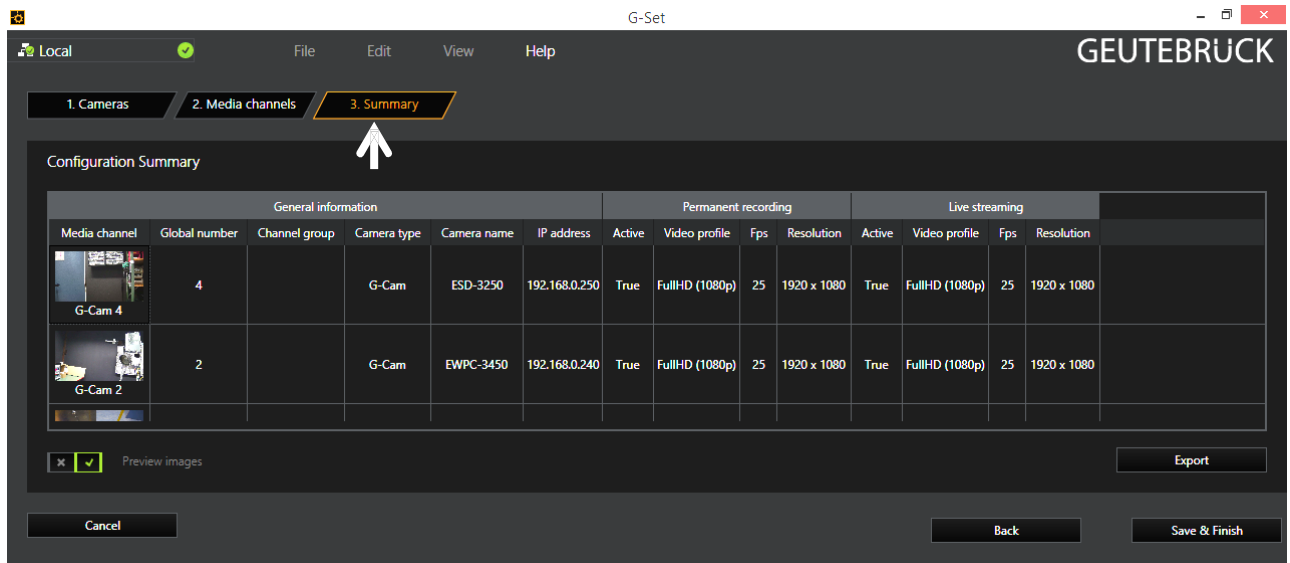 G-Set
Local File Edit View Help GEUTEBRÜCK
1. Cameras 2. Media channels 3. Summary
Configuration Summary
General information Permanent recording Live streaming
Media channel Global number Channel group Camera type Camera name IP address Active Video profile Fps Resolution Active Video profile Fps Resolution
4 G-Cam ESD-3250 192.168.0.250 True FullHD (1080p) 25 1920 x 1080 True FullHD (1080p) 25 1920 x 1080
G-Cam 4
2 G-Cam EWPC-3450 192.168.0.240 True FullHD (1080p) 25 1920 x 1080 True FullHD (1080p) 25 1920 x 1080
G-Cam 2
Preview images Export
Cancel Back Save & Finish